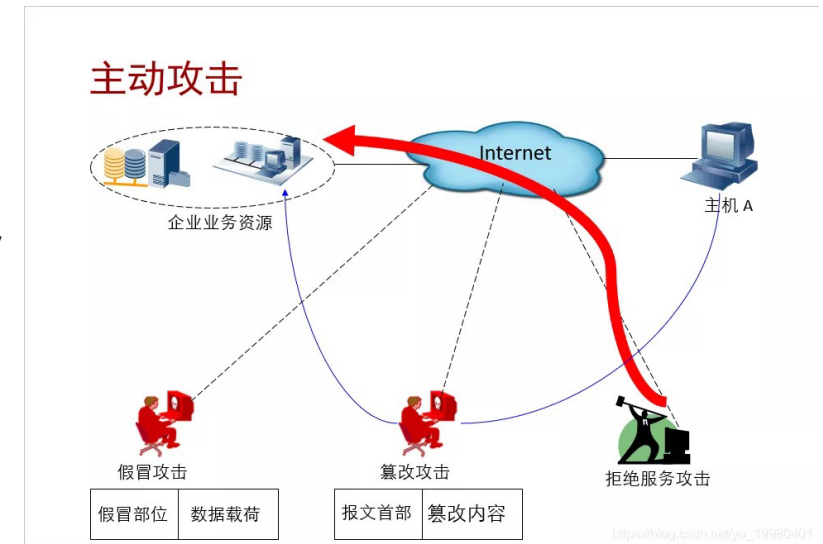 主动攻击
Internet
企业业务资源
主机 A
假冒攻击
篡改攻击
拒绝服务攻击
假冒部位 数据载荷
报文首部 篡改内容
https://blog.csdn.net/yu_19980401